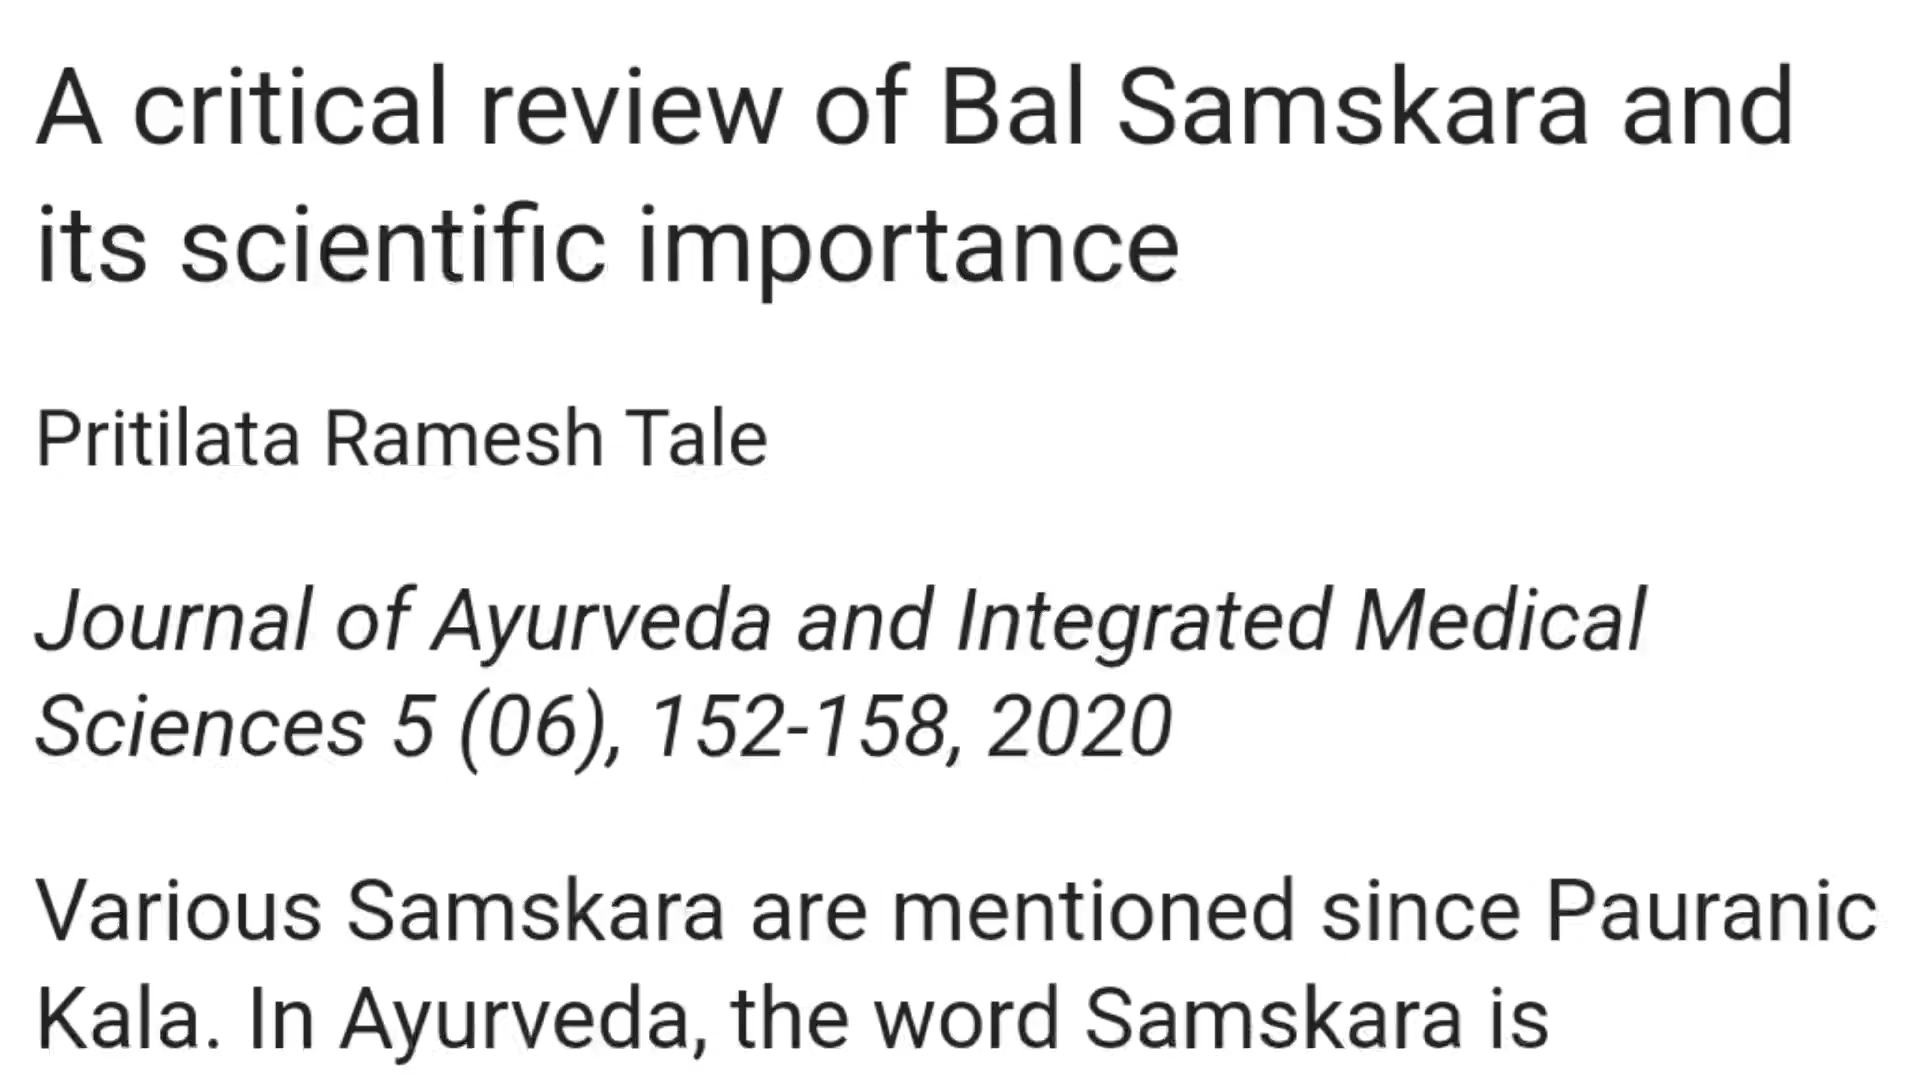 A critical review of Bal Samskara and
its scientific importance
Pritilata Ramesh Tale
Journal of Ayurveda and Integrated Medical
Sciences 5 (06), 152-158, 2020
Various Samskara are mentioned since Pauranic
Kala. In Ayurveda, the word Samskara is